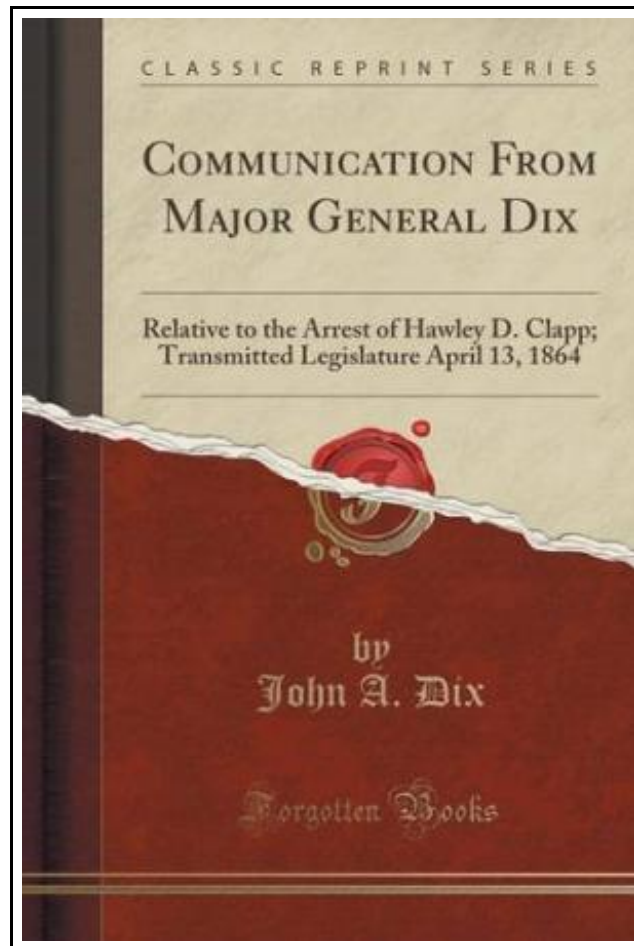 CLASSIC REPRINT SERIES
COMMUNICATION FROM
MAJOR GENERAL DIX
Relative to the Arrest of Hawley D. Clapp;
Transmitted Legislature April 13, 1864
by
John A. Dix
Forgotten Books